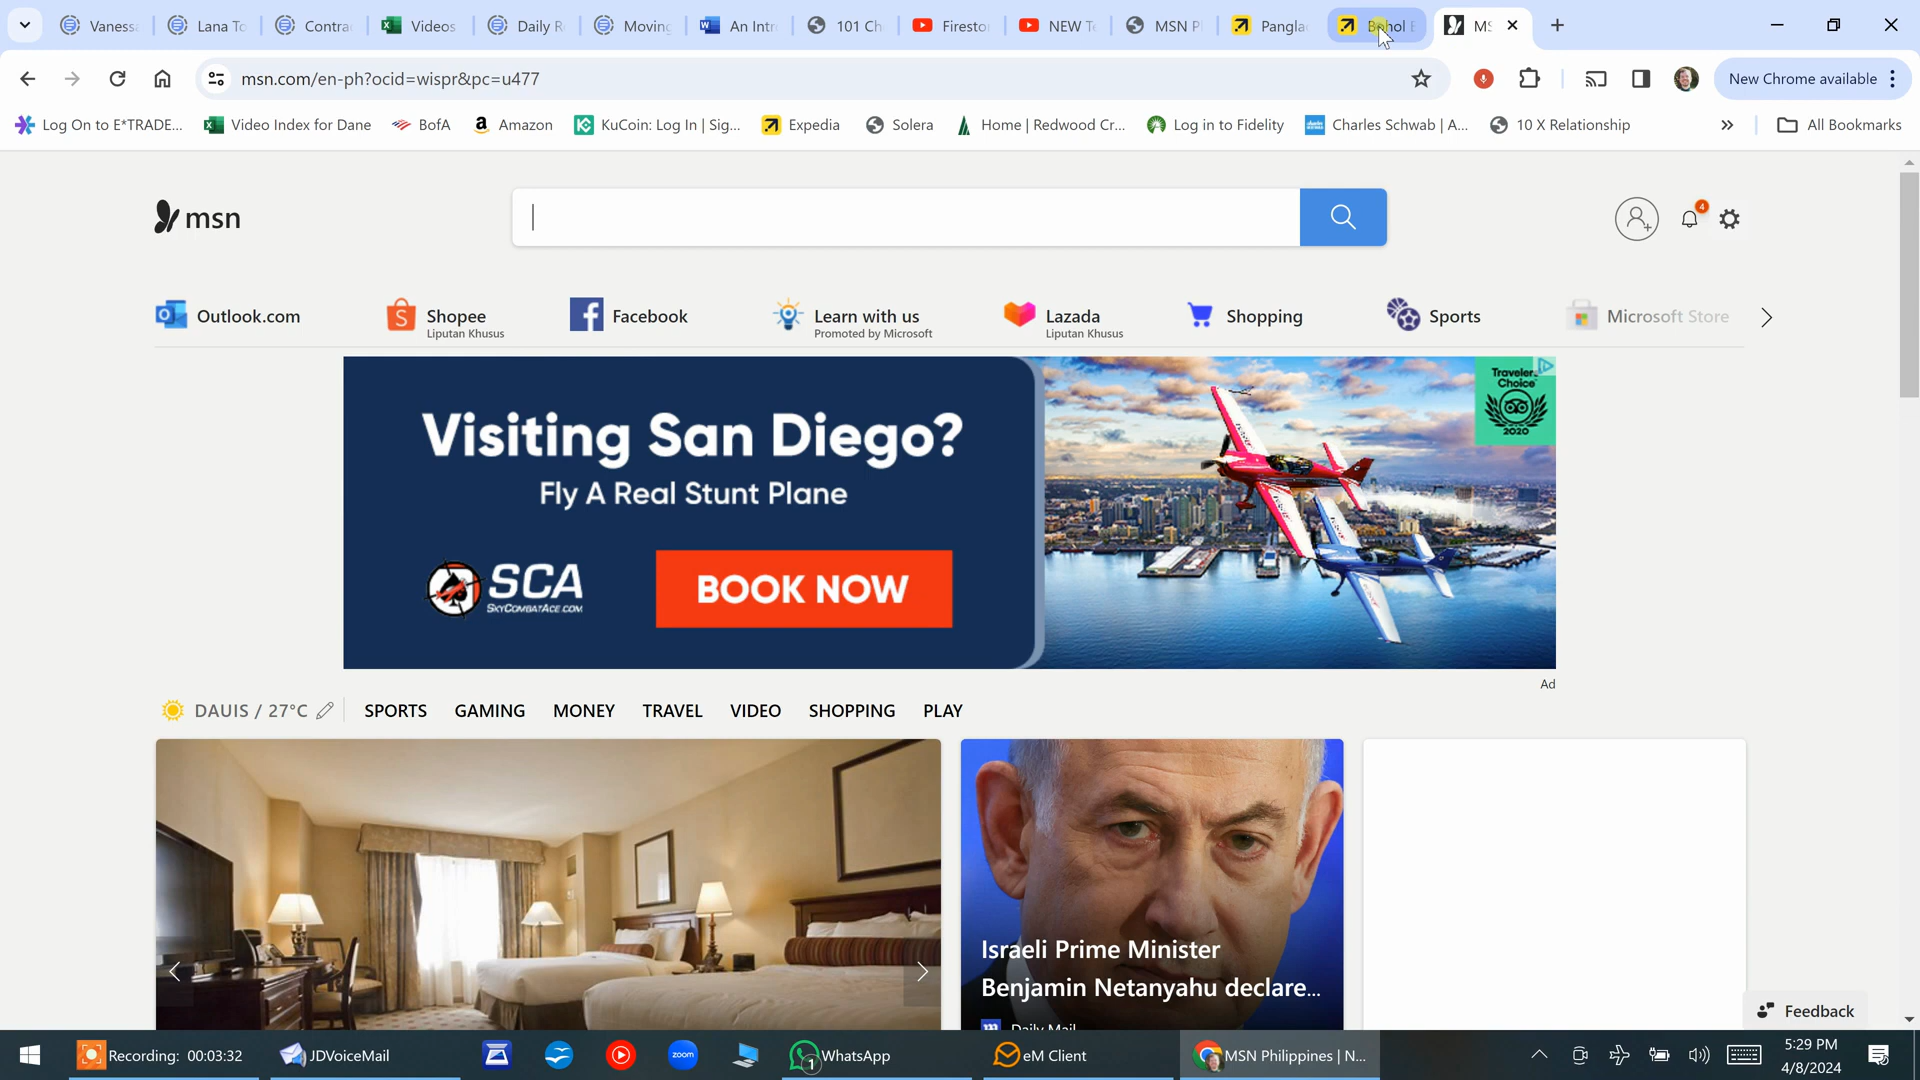 Vaness
Lana To
Contra
Videos
Daily R
Moving
An Intr
101 Ch
Firesto
NEW Te
MSN P
Pangla
Bohol E
MS
msn.com/en-ph?ocid=wispr&pc=u477
New Chrome available
Log On to E*TRADE...
Video Index for Dane
BofA
Amazon
KuCoin: Log In | Sig...
Expedia
Solera
Home | Redwood Cr...
Log in to Fidelity
Charles Schwab | A...
10 X Relationship
All Bookmarks
msn
4
Outlook.com
Shopee
Liputan Khusus
Facebook
Learn with us
Promoted by Microsoft
Lazada
Liputan Khusus
Shopping
Sports
Microsoft Store
Visiting San Diego?
Fly A Real Stunt Plane
SCA
SKYCOMBATACE.COM
BOOK NOW
Travelers'
Choice
2020
Ad
DAUIS / 27°C
SPORTS
GAMING
MONEY
TRAVEL
VIDEO
SHOPPING
PLAY
Israeli Prime Minister
Benjamin Netanyahu declare...
Daily Mail
Feedback
Recording: 00:03:32
JDVoiceMail
zoom
1
WhatsApp
eM Client
MSN Philippines | N...
5:29 PM
4/8/2024